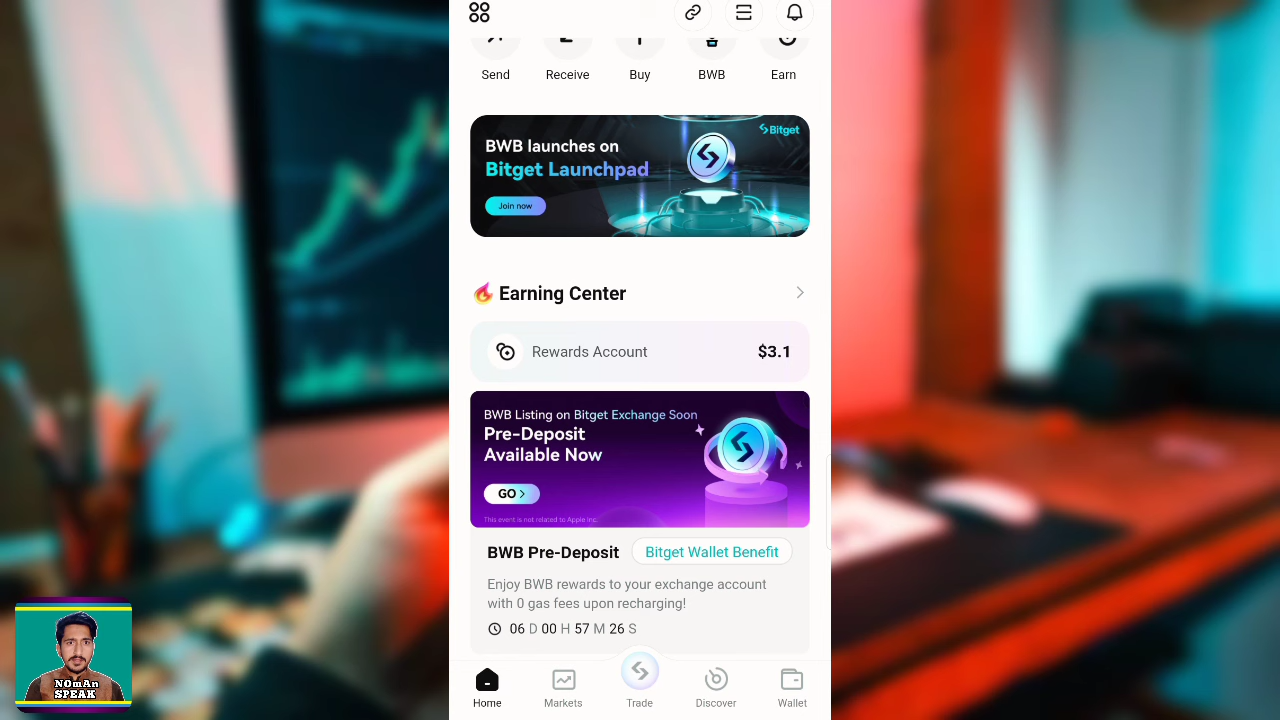 Send
Receive
Buy
BWB
Earn
Bitget
BWB launches on
Bitget Launchpad
Join now
Earning Center
Rewards Account
$3.1
BWB Listing on Bitget Exchange Soon
Pre-Deposit
Available Now
GO >
This event is not related to Apple Inc.
BWB Pre-Deposit
Bitget Wallet Benefit
Enjoy BWB rewards to your exchange account
with 0 gas fees upon recharging!
06 D 00 H 57 M 26 S
Home
Markets
Trade
Discover
Wallet
NOmAn
SPEAK